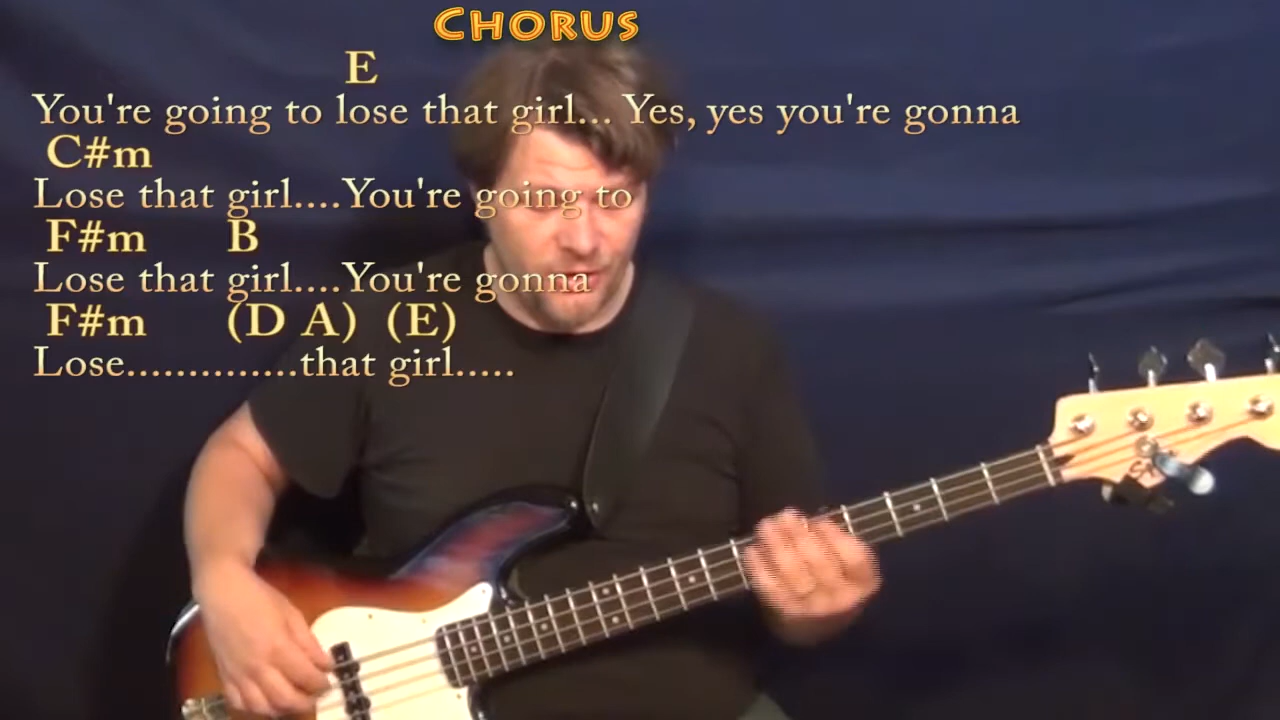 CHORUS
E
You're going to lose that girl... Yes, yes you're gonna
C#m
Lose that girl....You're going to
F#m B
Lose that girl....You're gonna
F#m (D A) (E)
Lose..............that girl.....